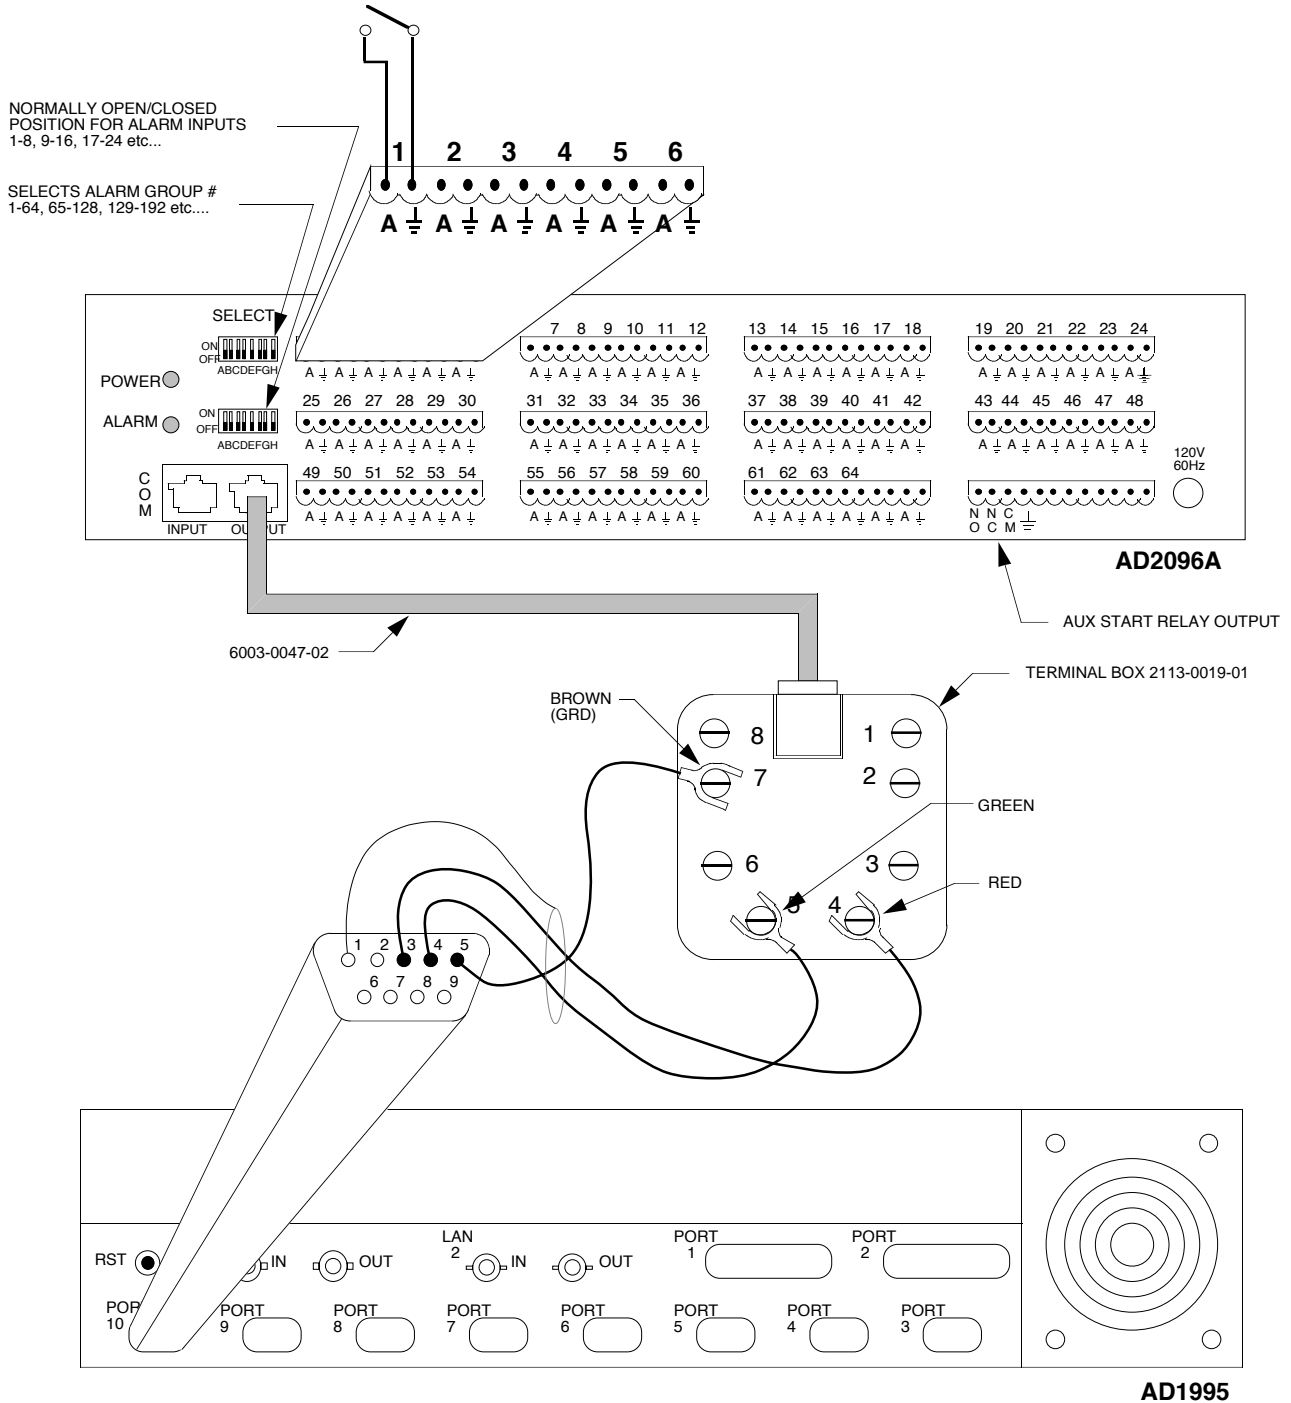 NORMALLY OPEN/CLOSED
POSITION FOR ALARM INPUTS
1-8, 9-16, 17-24 etc...
SELECTS ALARM GROUP #
1-64, 65-128, 129-192 etc....
1 2 3 4 5 6
A A A A A A
SELECT
ON
OFF
ABCDEFGH
POWER
ALARM
ON
OFF
ABCDEFGH
COM
INPUT
OUTPUT
7 8 9 10 11 12
13 14 15 16 17 18
19 20 21 22 23 24
A A A A A A
A A A A A A
A A A A A A
A A A A A A
25 26 27 28 29 30
31 32 33 34 35 36
37 38 39 40 41 42
43 44 45 46 47 48
A A A A A A
A A A A A A
A A A A A A
A A A A A A
49 50 51 52 53 54
55 56 57 58 59 60
61 62 63 64
A A A A A A
A A A A A A
A A A A A A
NO NC CM
120V
60Hz
AD2096A
AUX START RELAY OUTPUT
6003-0047-02
TERMINAL BOX 2113-0019-01
BROWN
(GRD)
8 1
7 2
GREEN
6 3
RED
5 4
1 2 3 4 5
6 7 8 9
RST
IN
OUT
LAN
2
IN
OUT
PORT
1
PORT
2
POR
10
PORT
9
PORT
8
PORT
7
PORT
6
PORT
5
PORT
4
PORT
3
AD1995